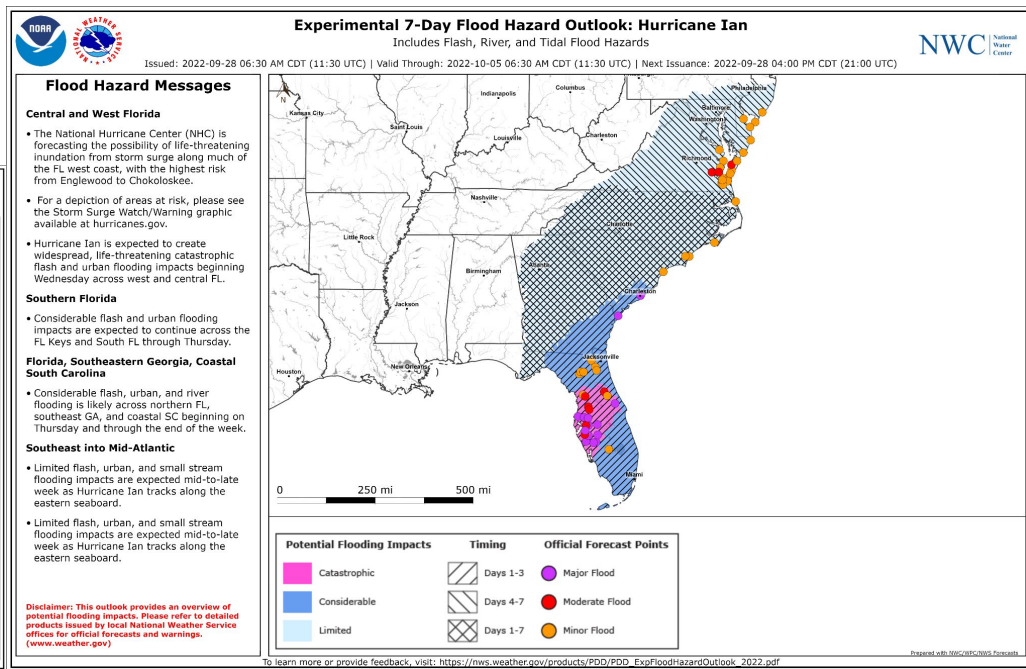 Experimental 7-Day Flood Hazard Outlook: Hurricane Ian
Includes Flash, River, and Tidal Flood Hazards
Issued: 2022-09-28 06:30 AM CDT (11:30 UTC) | Valid Through: 2022-10-05 06:30 AM CDT (11:30 UTC) | Next Issuance: 2022-09-28 04:00 PM CDT (21:00 UTC)
NOAA
NATIONAL WEATHER SERVICE
NWC
National
Water
Center
Flood Hazard Messages
Central and West Florida
• The National Hurricane Center (NHC) is
forecasting the possibility of life-threatening
inundation from storm surge along much of
the FL west coast, with the highest risk
from Englewood to Chokoloskee.
• For a depiction of areas at risk, please see
the Storm Surge Watch/Warning graphic
available at hurricanes.gov.
• Hurricane Ian is expected to create
widespread, life-threatening catastrophic
flash and urban flooding impacts beginning
Wednesday across west and central FL.
Southern Florida
• Considerable flash and urban flooding
impacts are expected to continue across the
FL Keys and South FL through Thursday.
Florida, Southeastern Georgia, Coastal
South Carolina
• Considerable flash, urban, and river
flooding is likely across northern FL,
southeast GA, and coastal SC beginning on
Thursday and through the end of the week.
Southeast into Mid-Atlantic
• Limited flash, urban, and small stream
flooding impacts are expected mid-to-late
week as Hurricane Ian tracks along the
eastern seaboard.
• Limited flash, urban, and small stream
flooding impacts are expected mid-to-late
week as Hurricane Ian tracks along the
eastern seaboard.
Disclaimer: This outlook provides an overview of
potential flooding impacts. Please refer to detailed
products issued by local National Weather Service
offices for official forecasts and warnings.
(www.weather.gov)
N
Philadelphia
Columbus
Indianapolis
Baltimore
Kansas City
Washington
Saint Louis
Louisville
Charleston
Richmond
Nashville
Charlotte
Little Rock
Atlanta
Birmingham
Charleston
Jackson
Jacksonville
New Orleans
Houston
Miami
0 250 mi 500 mi
Potential Flooding Impacts Timing Official Forecast Points
Catastrophic Days 1-3 Major Flood
Considerable Days 4-7 Moderate Flood
Limited Days 1-7 Minor Flood
Prepared with NWC/WPC/NWS Forecasts
To learn more or provide feedback, visit: https://nws.weather.gov/products/PDD/PDD_ExpFloodHazardOutlook_2022.pdf